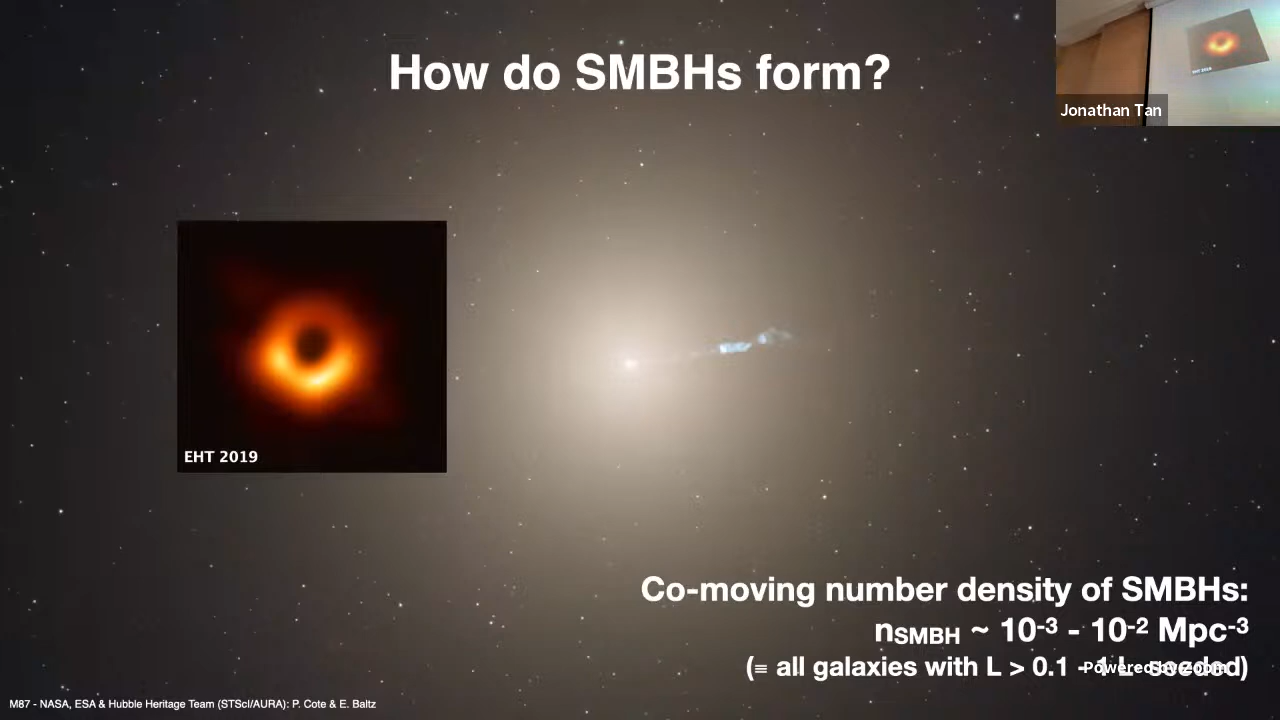 How do SMBHs form?
Jonathan Tan
EHT 2019
Co-moving number density of SMBHs:
nSMBH ~ 10-3 - 10-2 Mpc-3
(≡ all galaxies with L > 0.1 - 1 L* seeded)
Powered by Zoom
M87 - NASA, ESA & Hubble Heritage Team (STScI/AURA): P. Cote & E. Baltz